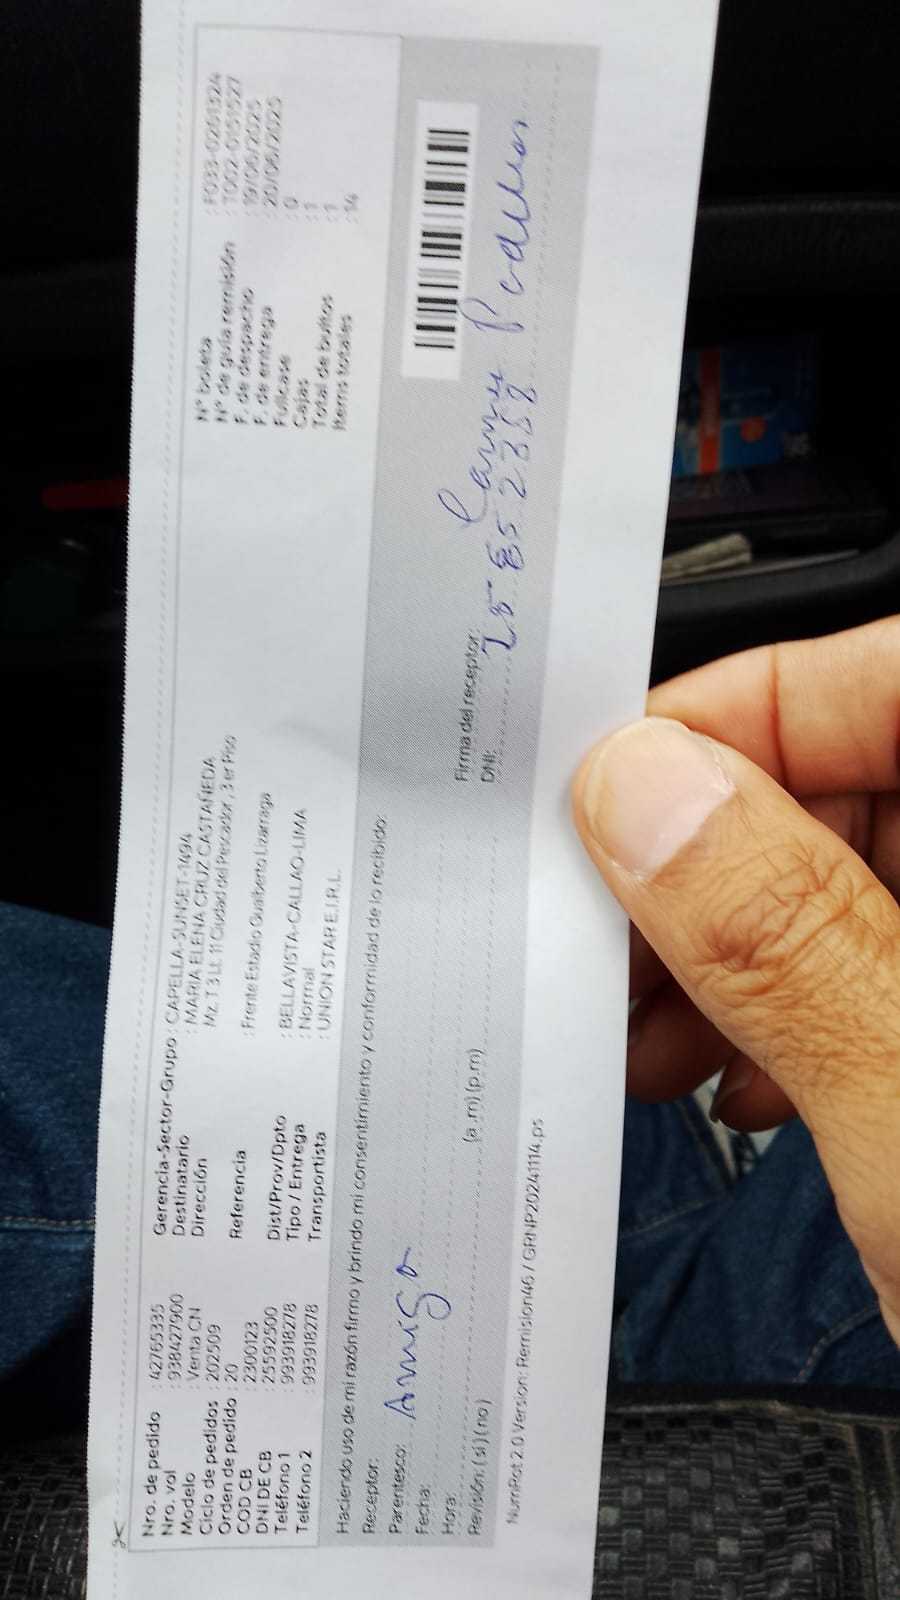 Nro. de pedido : 42765335
Nro. vol : 938427900
Modelo : Venta CN
Ciclo de pedidos : 202509
Orden de pedido : 20
COD CB : 2300123
DNI DE CB : 25592500
Teléfono 1 : 993918278
Teléfono 2 : 993918278
Gerencia-Sector-Grupo : CAPELLA-SUNSET-1494
Destinatario : MARIA ELENA CRUZ CASTAÑEDA
Dirección Mz. T 3 Lt. 11 Ciudad del Pescador , 3 er Piso
Referencia : Frente Estadio Gualberto Lizarraga
Dist/Prov/Dpto : BELLAVISTA-CALLAO-LIMA
Tipo / Entrega : Normal
Transportista : UNION STAR E.I.R.L.
N° boleta : F033-0261324
N° de guía remisión : T002-0151527
F. de despacho : 19/06/2025
F. de entrega : 20/06/2025
Fullcase : 0
Cajas : 1
Total de bultos : 1
Items totales : 14
Haciendo uso de mi razón firmo y brindo mi consentimiento y conformidad de lo recibido:
Receptor:
Parentesco: Amigo
Fecha:
Hora: (a .m) (p.m)
Revisión: ( si ) ( no )
Firma del receptor:
DNI:
NumPist 2.0 Version: Remision46 / GRNP20241114.ps